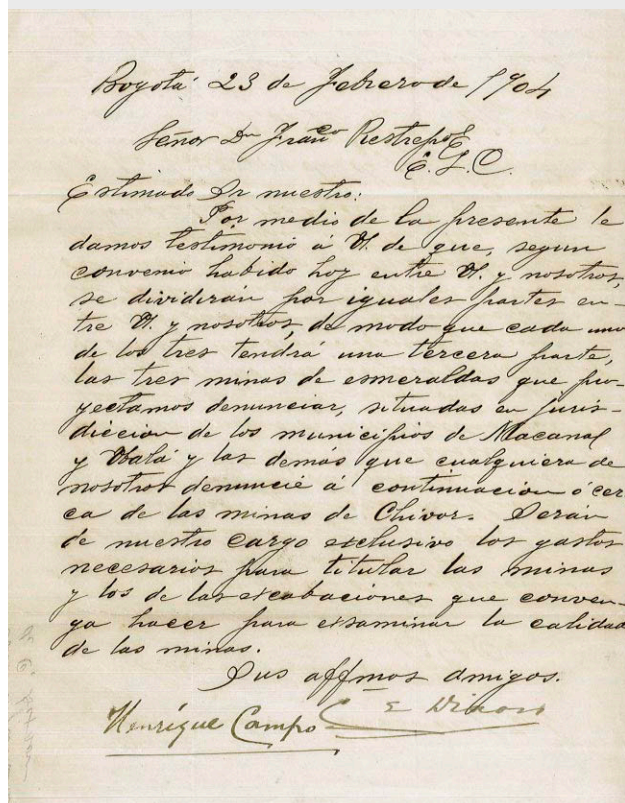 Bogotá 23 de Febrero de 1904
Señor Dn Franco Restrepo E.
E. L. C.
Estimado Sr nuestro:
Por medio de la presente le
damos testimonio á V. de que, segun
convenio habido hoy entre V. y nosotros,
se dividirán por iguales partes en-
tre V. y nosotros, de modo que cada uno
de los tres tendrá una tercera parte,
las tres minas de esmeraldas que pro-
yectamos denunciar, situadas en juris-
diccion de los municipios de Macanal
y Ubalá y las demás que cualquiera de
nosotros denuncie á continuacion ó cer
ca de las minas de Chivor. Serán
de nuestro cargo exclusivo los gastos
necesarios para titular las minas
y los de las escabaciones que conven-
ga hacer para examinar la calidad
de las minas.
Sus affmos amigos.
Henrique Campo C E